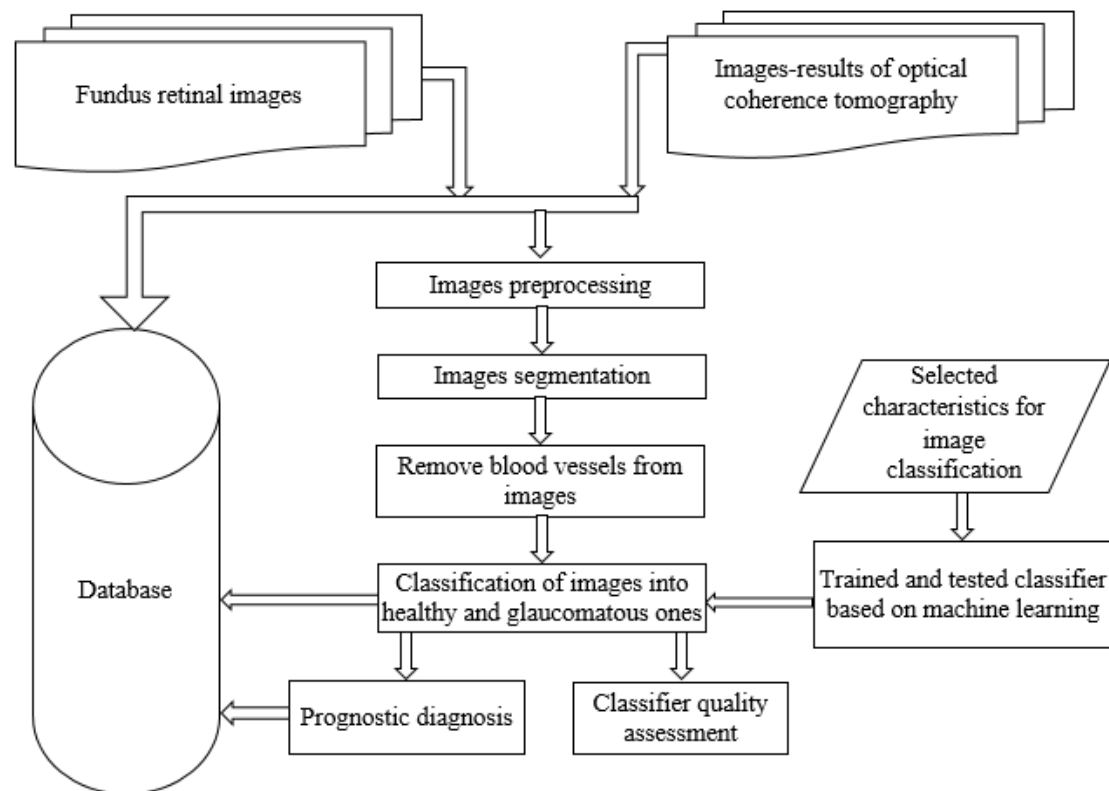 Fundus retinal images
Images-results of optical
coherence tomography
Images preprocessing
Images segmentation
Selected
characteristics for
image
classification
Remove blood vessels from
images
Database
Classification of images into
healthy and glaucomatous ones
Trained and tested classifier
based on machine learning
Prognostic diagnosis
Classifier quality
assessment